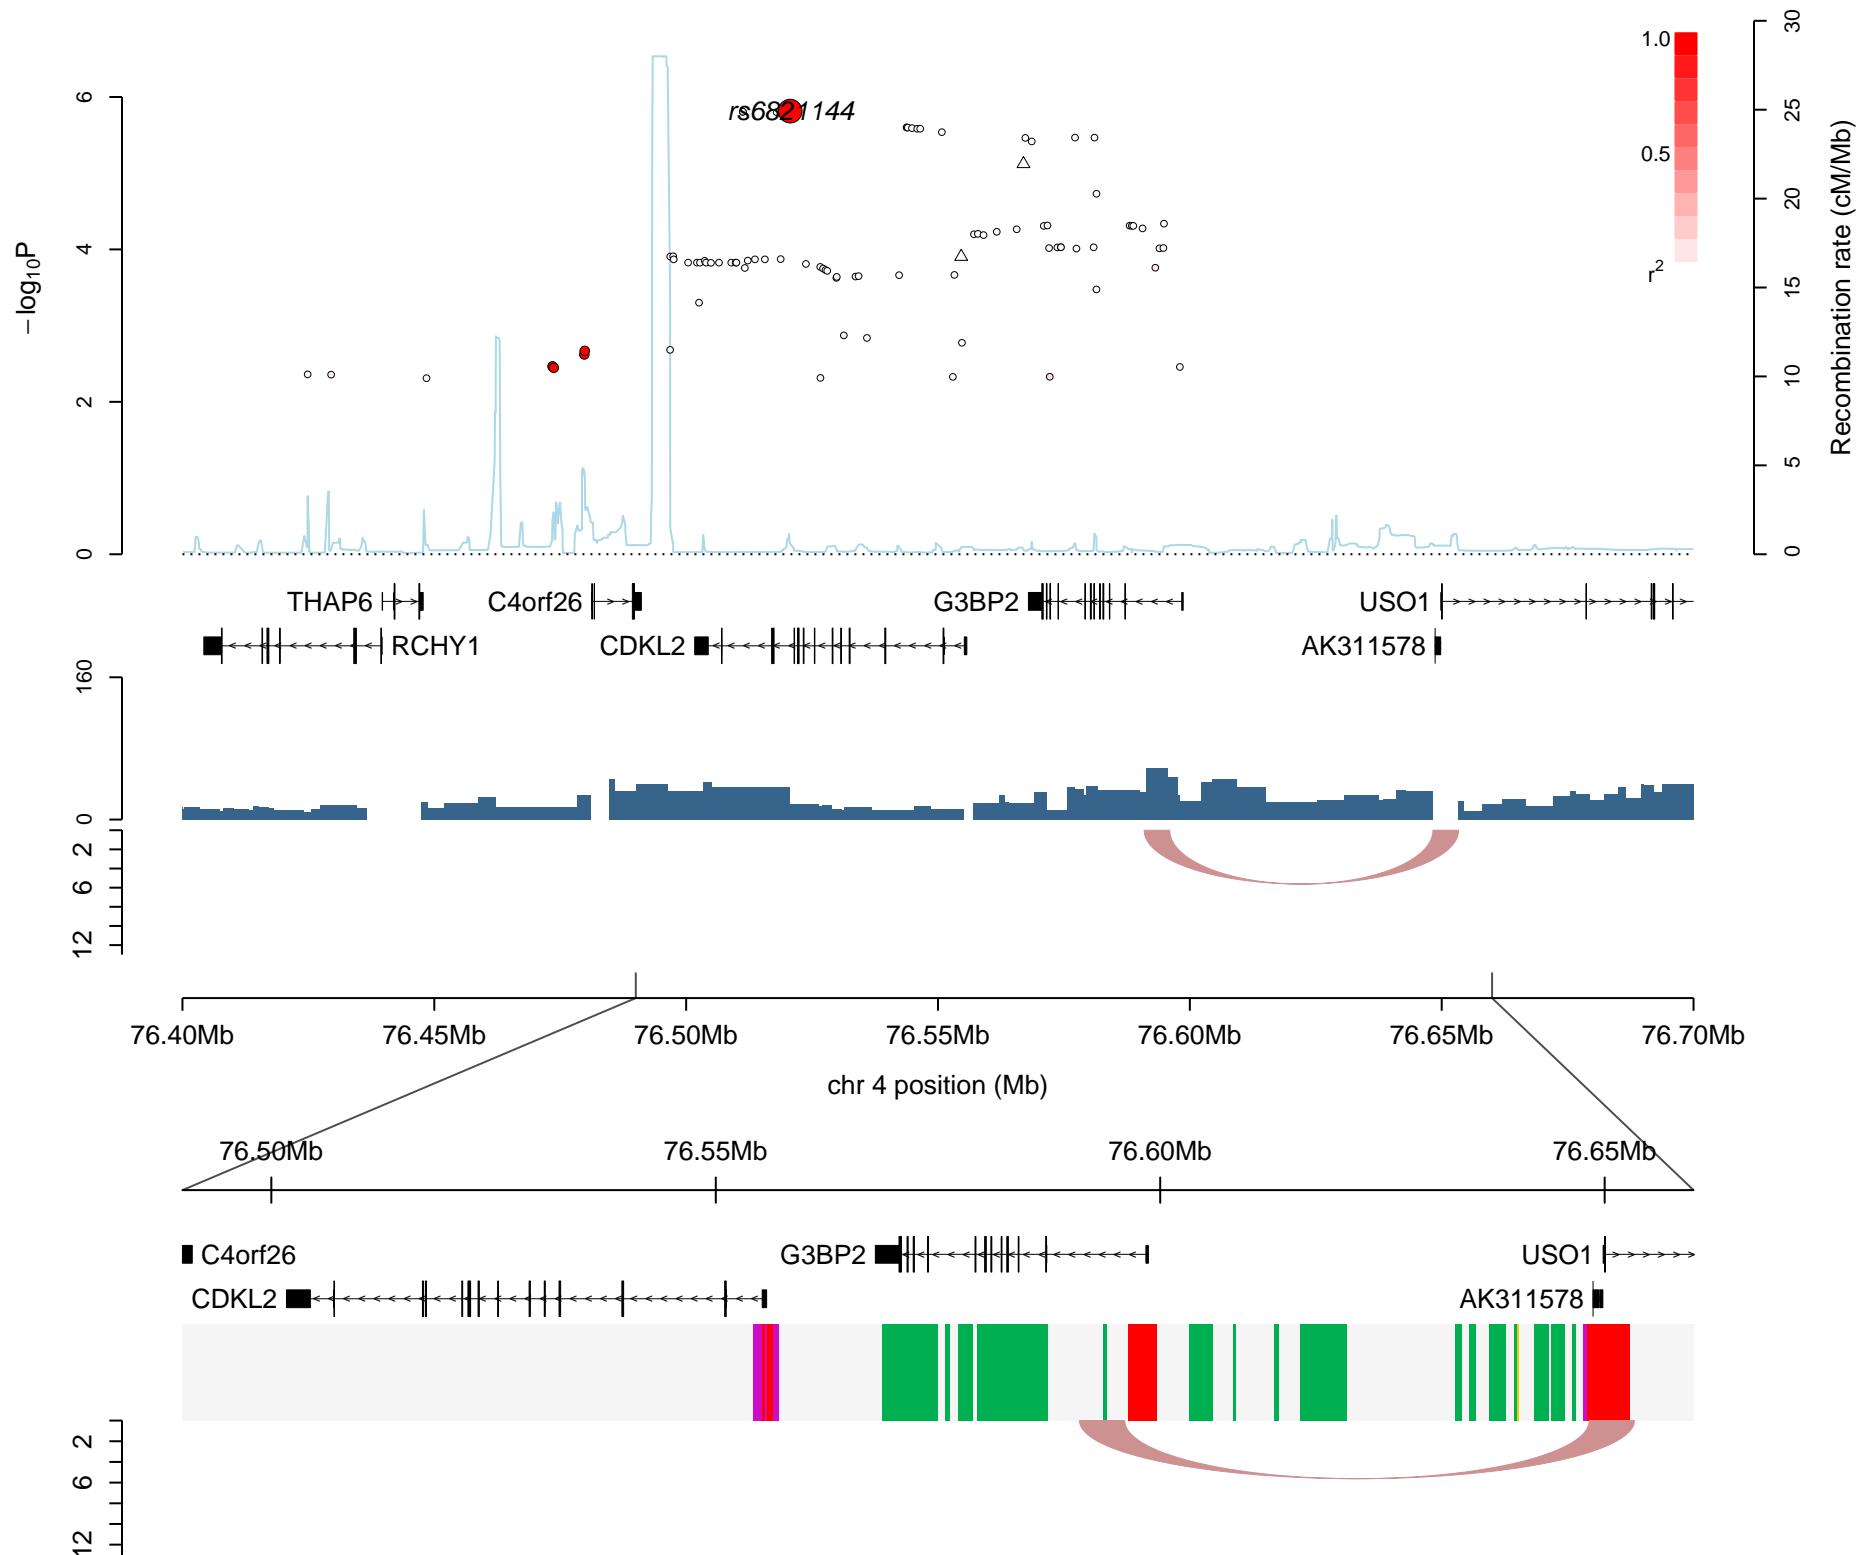 30
1.0
6
rs6821144
25
20
0.5
4
15
r2
−log10P
Recombination rate (cM/Mb)
10
2
5
0
0
THAP6
C4orf26
G3BP2
USO1
RCHY1
CDKL2
AK311578
160
0
2
6
12
76.40Mb 76.45Mb 76.50Mb 76.55Mb 76.60Mb 76.65Mb 76.70Mb
chr 4 position (Mb)
76.50Mb 76.55Mb 76.60Mb 76.65Mb
C4orf26
G3BP2
USO1
CDKL2
AK311578
2
6
12